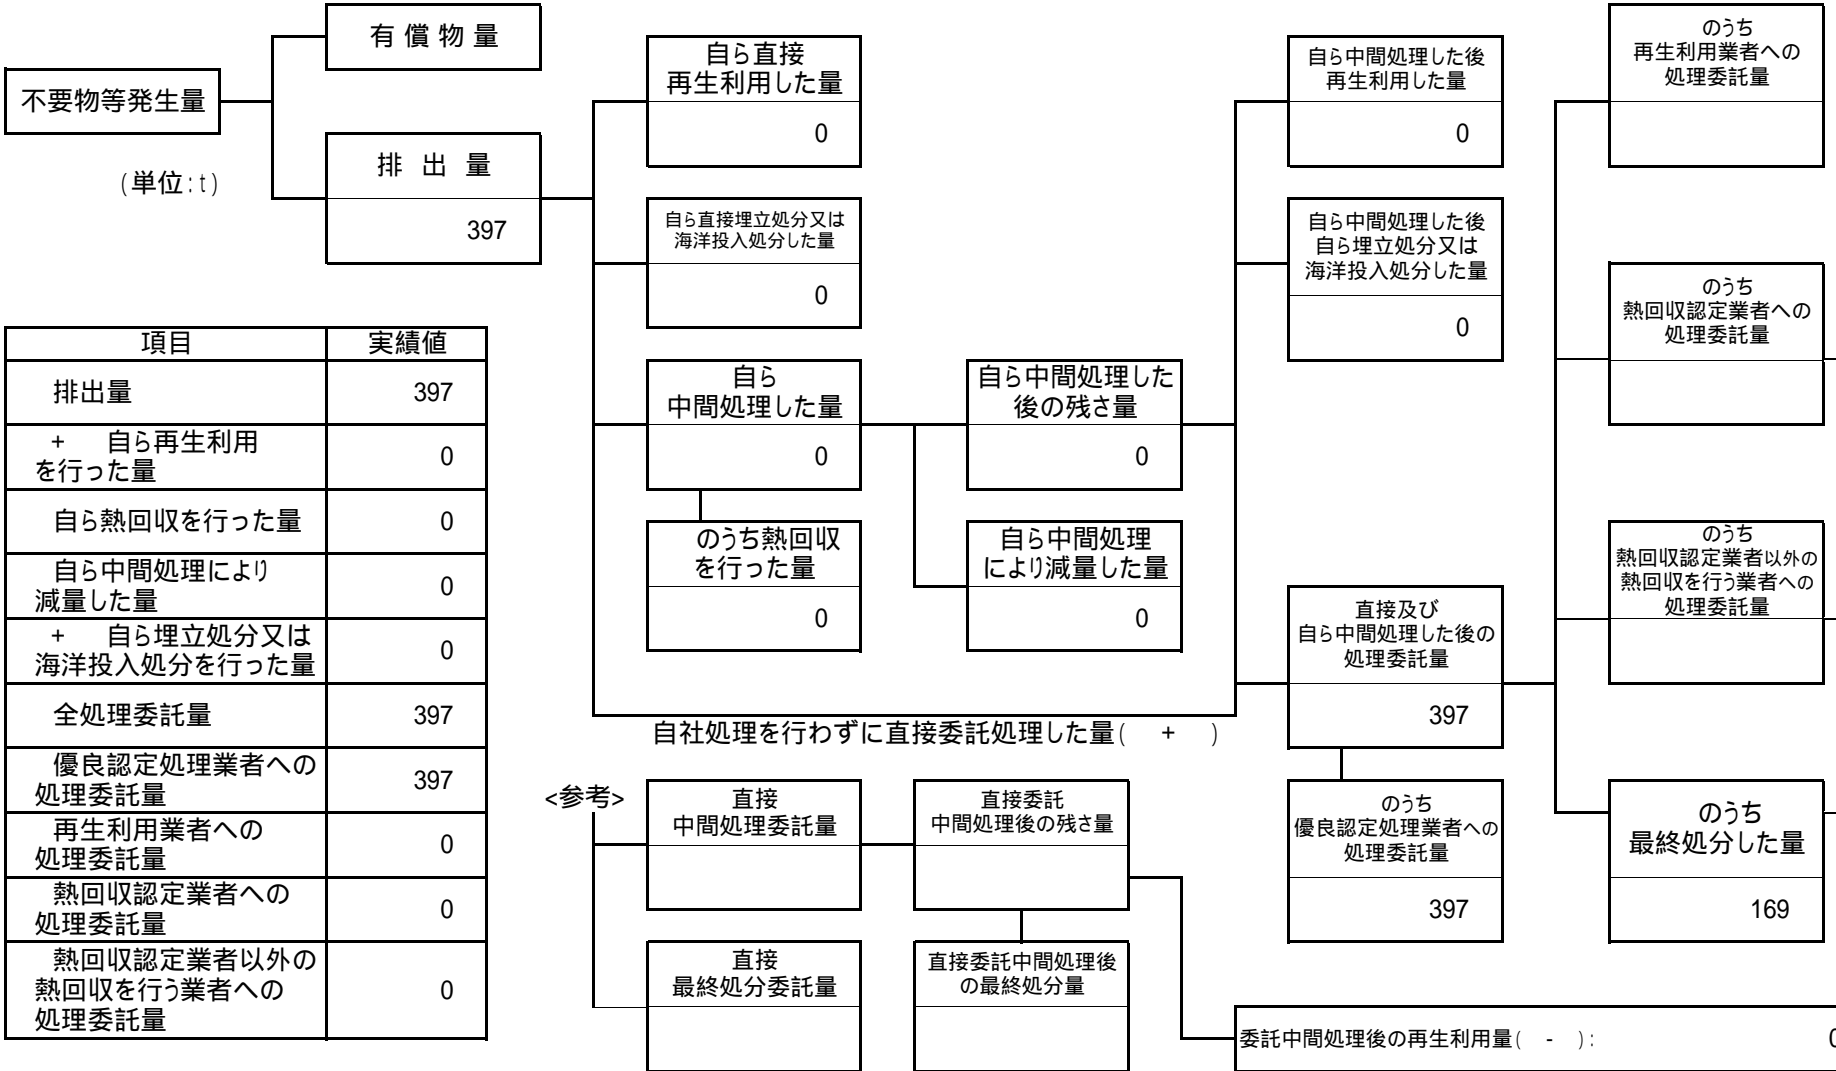 不要物等発生量
(単位:t)
有償物量
排出量
397
自ら直接
再生利用した量
0
自ら直接埋立処分又は
海洋投入処分した量
0
自ら
中間処理した量
0
のうち熱回収
を行った量
0
自ら中間処理した
後の残さ量
0
自ら中間処理
により減量した量
0
自ら中間処理した後
再生利用した量
0
自ら中間処理した後
自ら埋立処分又は
海洋投入処分した量
0
直接及び
自ら中間処理した後の
処理委託量
397
のうち
優良認定処理業者への
処理委託量
397
のうち
再生利用業者への
処理委託量
のうち
熱回収認定業者への
処理委託量
のうち
熱回収認定業者以外の
熱回収を行う業者への
処理委託量
のうち
最終処分した量
169
自社処理を行わずに直接委託処理した量( + )
項目 実績値
排出量 397
+ 自ら再生利用
を行った量 0
自ら熱回収を行った量 0
自ら中間処理により
減量した量 0
+ 自ら埋立処分又は
海洋投入処分を行った量 0
全処理委託量 397
優良認定処理業者への
処理委託量 397
再生利用業者への
処理委託量 0
熱回収認定業者への
処理委託量 0
熱回収認定業者以外の
熱回収を行う業者への
処理委託量 0
<参考>
直接
中間処理委託量
直接委託
中間処理後の残さ量
直接
最終処分委託量
直接委託中間処理後
の最終処分量
委託中間処理後の再生利用量( - ): 0